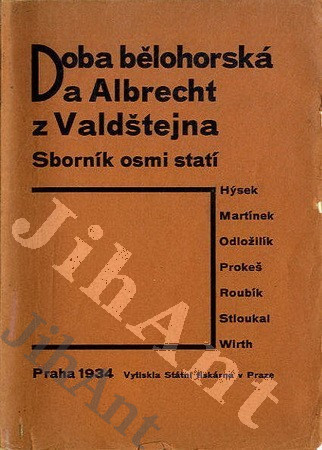 Doba bělohorská
a Albrecht
z Valdštejna
Sborník osmi statí
Hýsek
Martínek
Odložilík
Prokeš
Roubík
Stloukal
Wirth
Praha 1934 Vytiskla Státní tiskárna v Praze
JihAnt
JihAnt